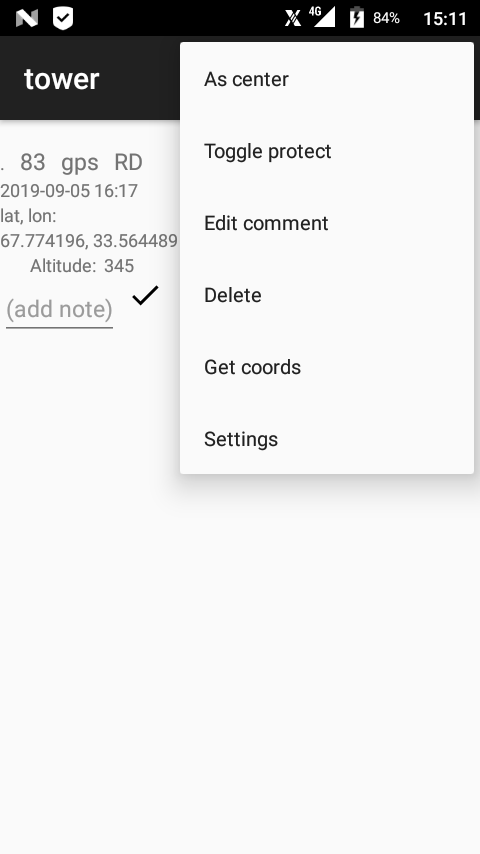 4G 84% 15:11
tower
. 83 gps RD
2019-09-05 16:17
lat, lon:
67.774196, 33.564489
Altitude: 345
(add note)
As center
Toggle protect
Edit comment
Delete
Get coords
Settings